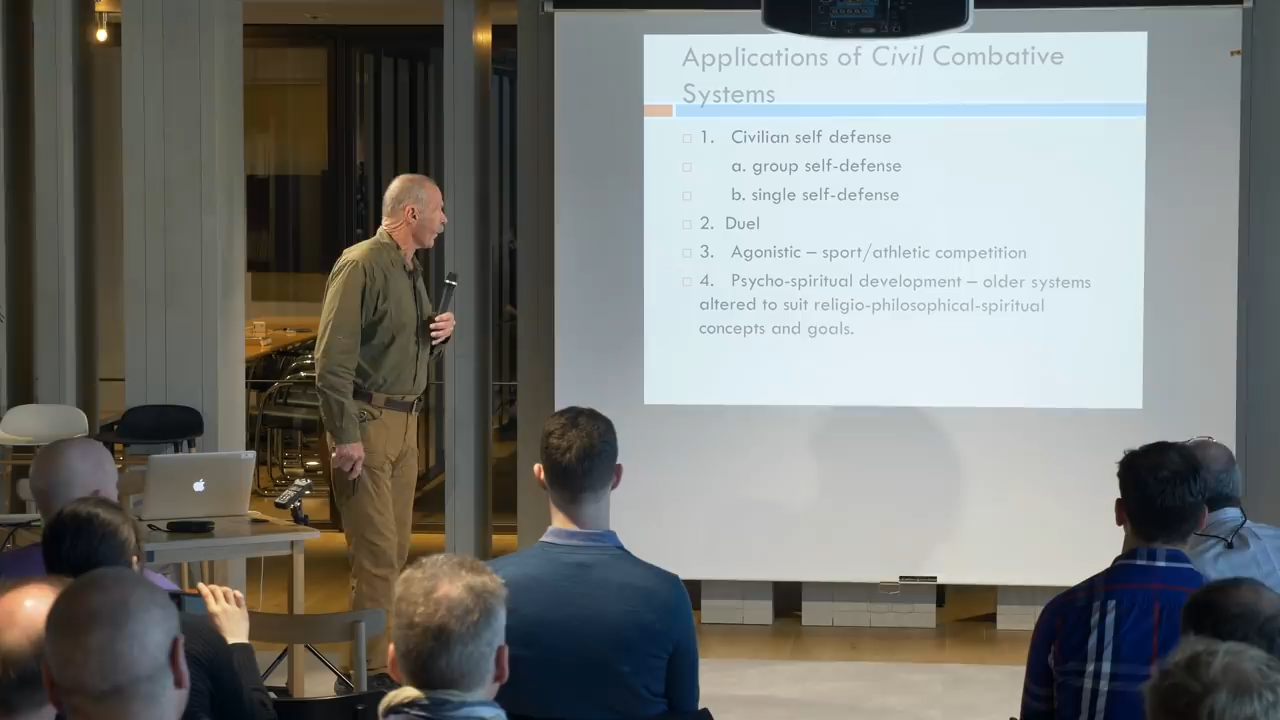 Applications of Civil Combative
Systems
1. Civilian self defense
a. group self-defense
b. single self-defense
2. Duel
3. Agonistic – sport/athletic competition
4. Psycho-spiritual development – older systems
altered to suit religio-philosophical-spiritual
concepts and goals.